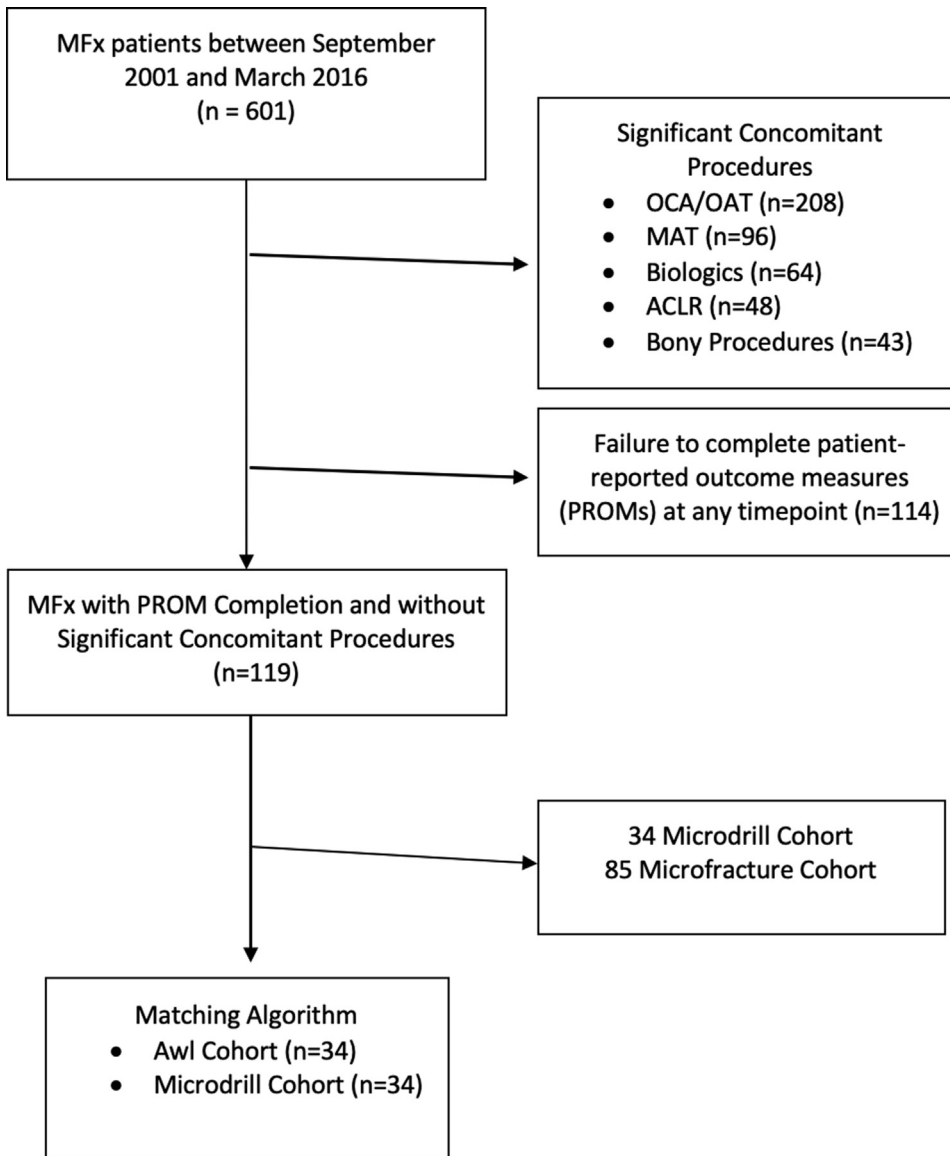 MFx patients between September
2001 and March 2016
(n = 601)
Significant Concomitant
Procedures
• OCA/OAT (n=208)
• MAT (n=96)
• Biologics (n=64)
• ACLR (n=48)
• Bony Procedures (n=43)
Failure to complete patient-
reported outcome measures
(PROMs) at any timepoint (n=114)
MFx with PROM Completion and without
Significant Concomitant Procedures
(n=119)
34 Microdrill Cohort
85 Microfracture Cohort
Matching Algorithm
• Awl Cohort (n=34)
• Microdrill Cohort (n=34)